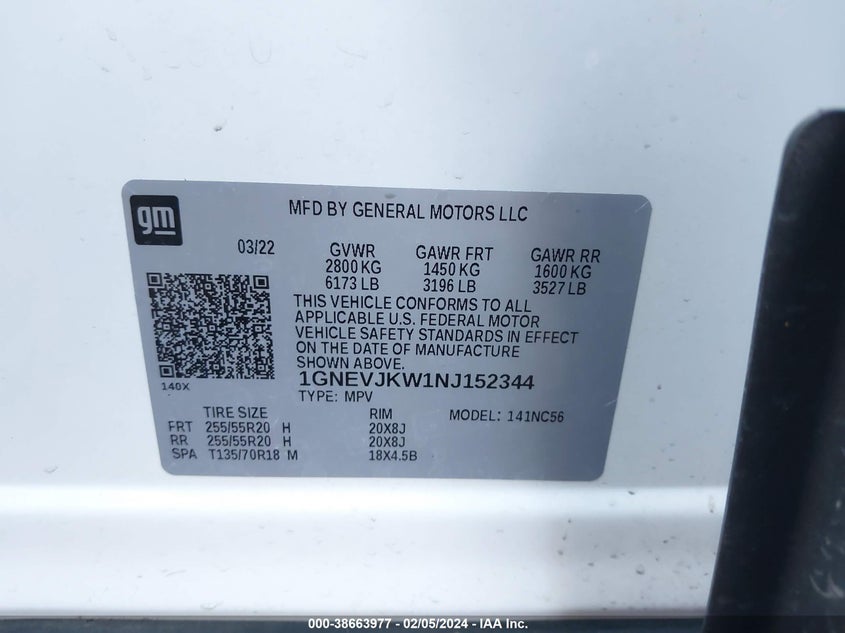 gm
MFD BY GENERAL MOTORS LLC
03/22 GVWR GAWR FRT GAWR RR
2800 KG 1450 KG 1600 KG
6173 LB 3196 LB 3527 LB
THIS VEHICLE CONFORMS TO ALL
APPLICABLE U.S. FEDERAL MOTOR
VEHICLE SAFETY STANDARDS IN EFFECT
ON THE DATE OF MANUFACTURE
SHOWN ABOVE.
1GNEVJKW1NJ152344
140X
TYPE: MPV MODEL: 141NC56
TIRE SIZE RIM
FRT 255/55R20 H 20X8J
RR 255/55R20 H 20X8J
SPA T135/70R18 M 18X4.5B
000-38663977 - 02/05/2024 - IAA Inc.